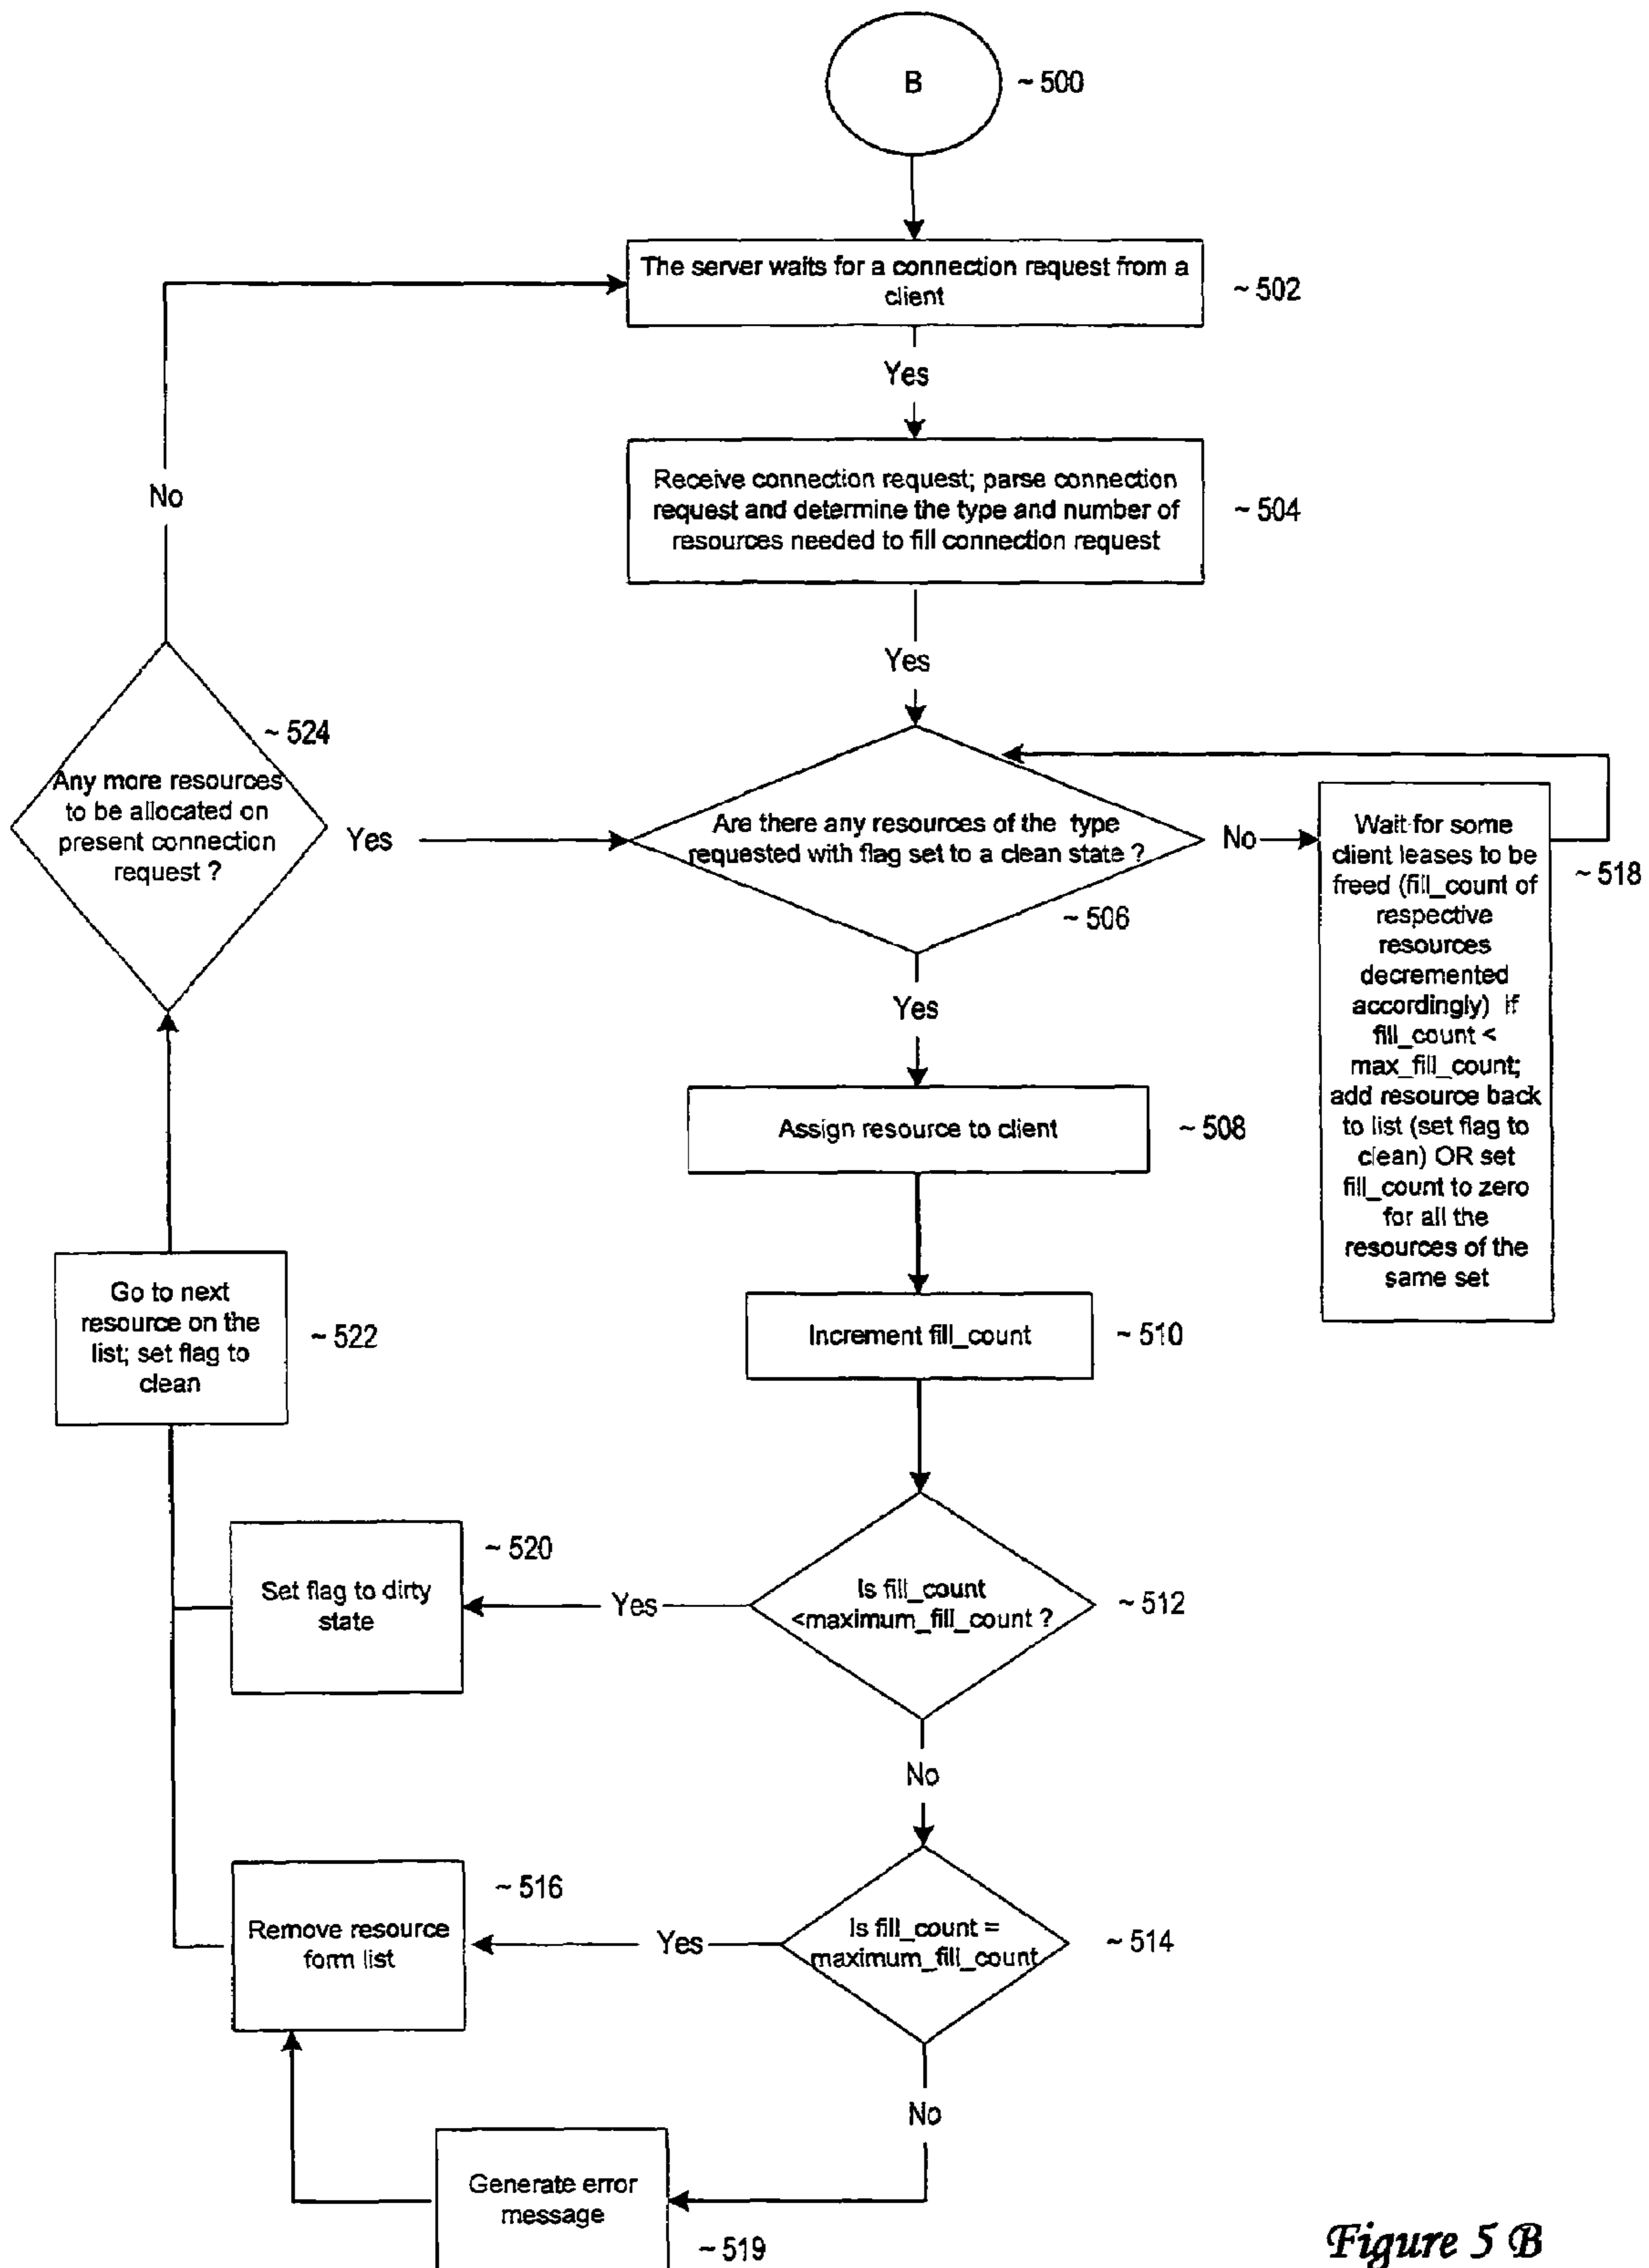 B
~ 500
The server waits for a connection request from a
client
~ 502
Yes
Receive connection request; parse connection
request and determine the type and number of
resources needed to fill connection request
~ 504
Yes
No
~ 524
Any more resources
to be allocated on
present connection
request ?
Yes
Are there any resources of the type
requested with flag set to a clean state ?
~ 506
No
Wait for some
client leases to be
freed (fill_count of
respective
resources
decremented
accordingly) if
fill_count <
max_fill_count;
add resource back
to list (set flag to
clean) OR set
fill_count to zero
for all the
resources of the
same set
~ 518
Yes
Assign resource to client
~ 508
Increment fill_count
~ 510
Go to next
resource on the
list; set flag to
clean
~ 522
Is fill_count
<maximum_fill_count ?
~ 512
Yes
Set flag to dirty
state
~ 520
No
Is fill_count =
maximum_fill_count
~ 514
Yes
Remove resource
form list
~ 516
No
Generate error
message
~ 519
Figure 5 B